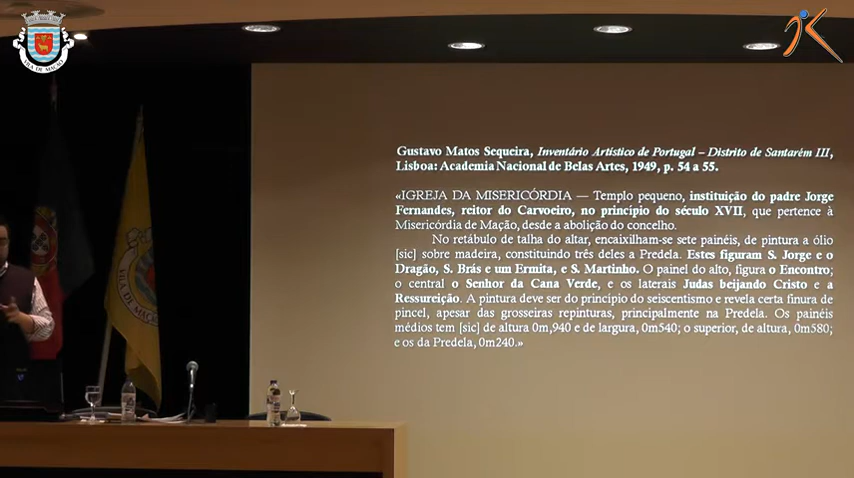 VILA DE MAÇÃO
Gustavo Matos Sequeira, Inventário Artístico de Portugal – Distrito de Santarém III,
Lisboa: Academia Nacional de Belas Artes, 1949, p. 54 a 55.
«IGREJA DA MISERICÓRDIA — Templo pequeno, instituição do padre Jorge
Fernandes, reitor do Carvoeiro, no princípio do século XVII, que pertence à
Misericórdia de Mação, desde a abolição do concelho.
No retábulo de talha do altar, encaixilham-se sete painéis, de pintura a ólio
[sic] sobre madeira, constituindo três deles a Predela. Estes figuram S. Jorge e o
Dragão, S. Brás e um Ermita, e S. Martinho. O painel do alto, figura o Encontro;
o central o Senhor da Cana Verde, e os laterais Judas beijando Cristo e a
Ressureição. A pintura deve ser do princípio do seiscentismo e revela certa finura de
pincel, apesar das grosseiras repinturas, principalmente na Predela. Os painéis
médios tem [sic] de altura 0m,940 e de largura, 0m540; o superior, de altura, 0m580;
e os da Predela, 0m240.»